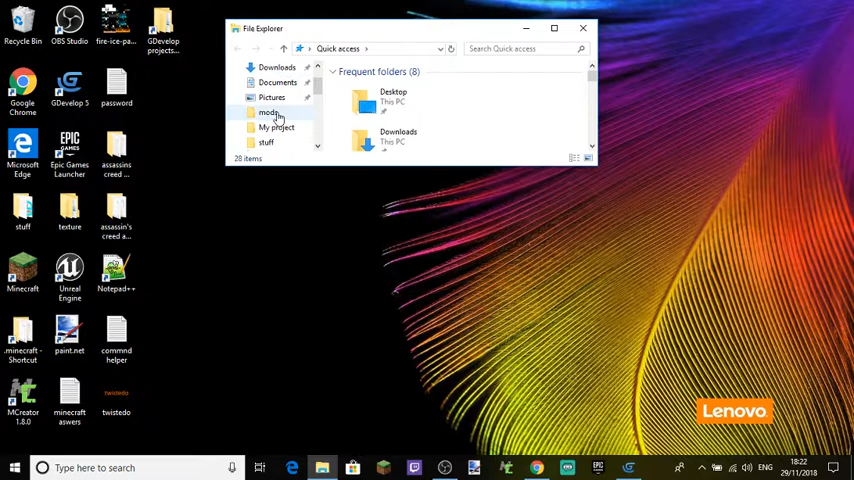 File Explorer
Quick access
Search Quick access
Downloads
Documents
Pictures
mods
My project
stuff
Frequent folders (8)
Desktop
This PC
Downloads
This PC
28 items
Recycle Bin
OBS Studio
fire-ice-pa...
GDevelop projects...
Google Chrome
GDevelop 5
password
Microsoft Edge
Epic Games Launcher
assassins creed ...
stuff
texture
assassin's creed a...
Minecraft
Unreal Engine
Notepad++
.minecraft - Shortcut
paint.net
commnd helper
MCreator 1.8.0
minecraft aswers
twistedo
twistedo
EPIC GAMES
Lenovo
Type here to search
ENG
18:22
29/11/2018